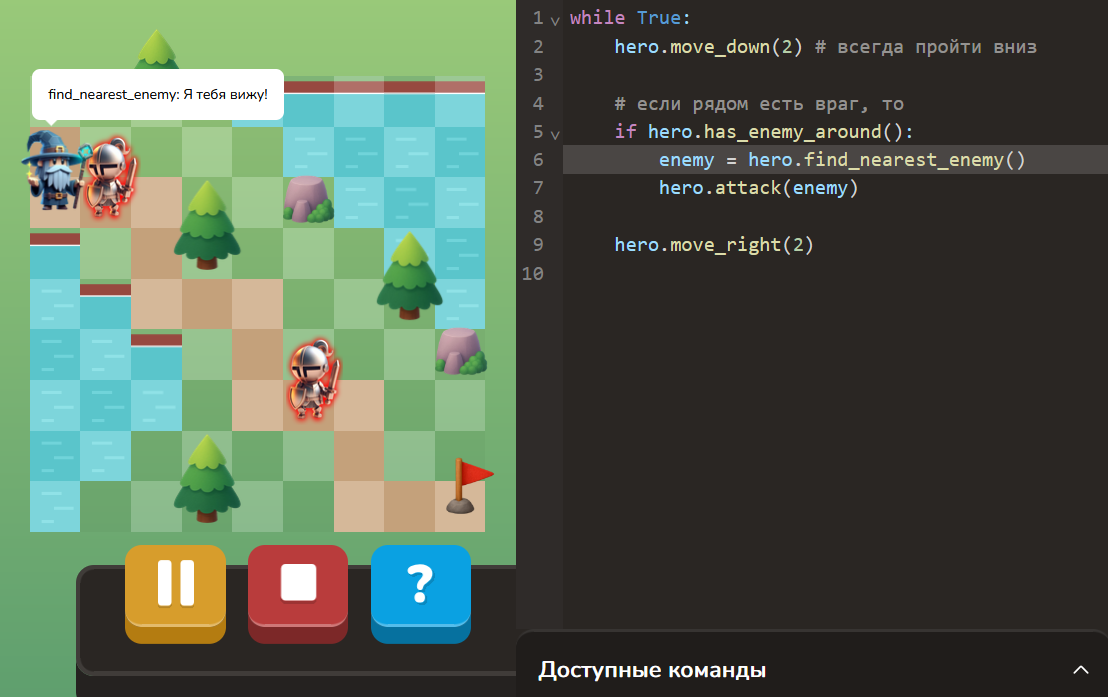 find_nearest_enemy: Я тебя вижу!
?
1 while True:
2 hero.move_down(2) # всегда пройти вниз
3
4 # если рядом есть враг, то
5 if hero.has_enemy_around():
6 enemy = hero.find_nearest_enemy()
7 hero.attack(enemy)
8
9 hero.move_right(2)
10
Доступные команды